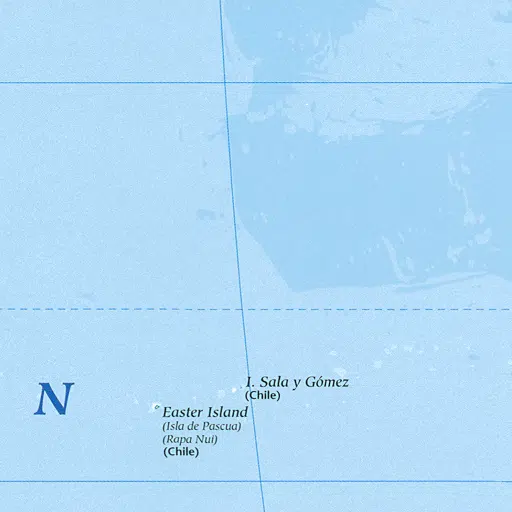 I. Sala y Gómez
(Chile)
N
Easter Island
(Isla de Pascua)
(Rapa Nui)
(Chile)